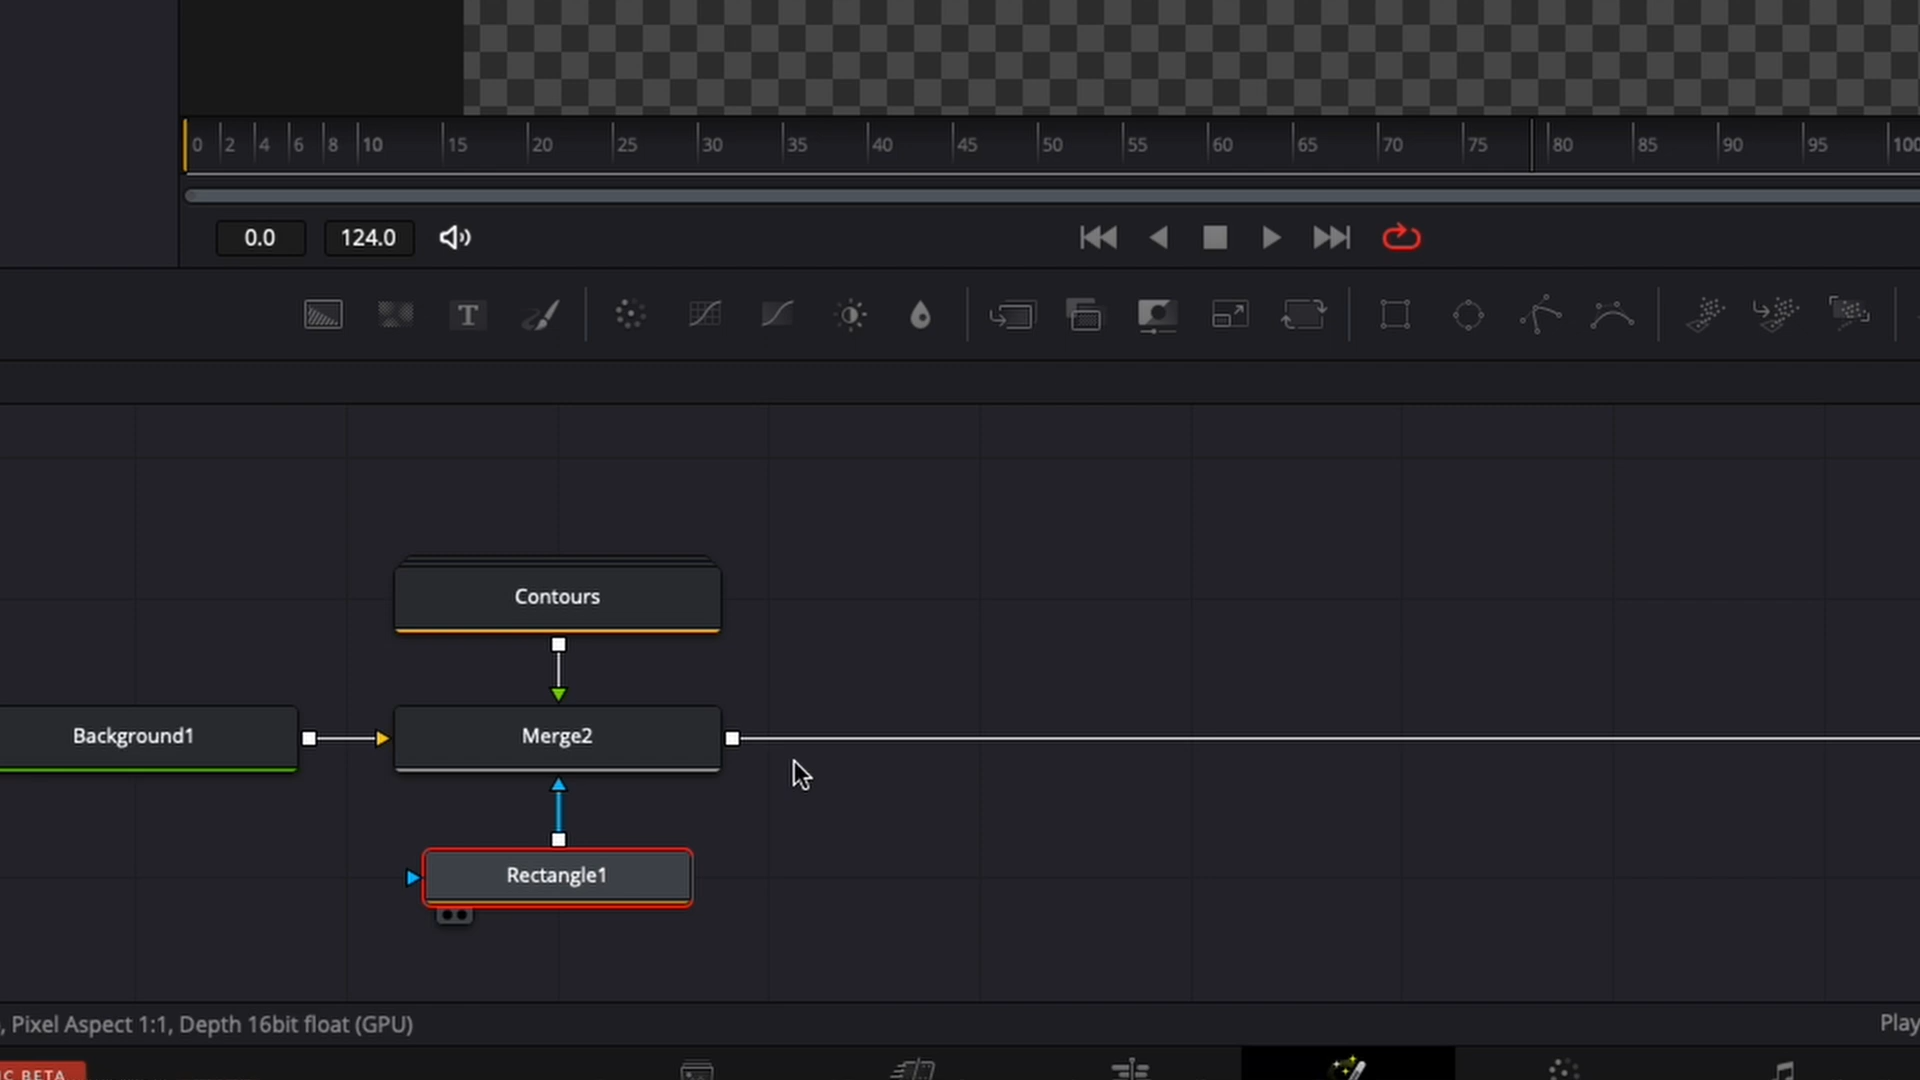 0 2 4 6 8 10 15 20 25 30 35 40 45 50 55 60 65 70 75 80 85 90 95 100
0.0 124.0
T
Contours
Background1 Merge2
Rectangle1
, Pixel Aspect 1:1, Depth 16bit float (GPU) Play
IC BETA